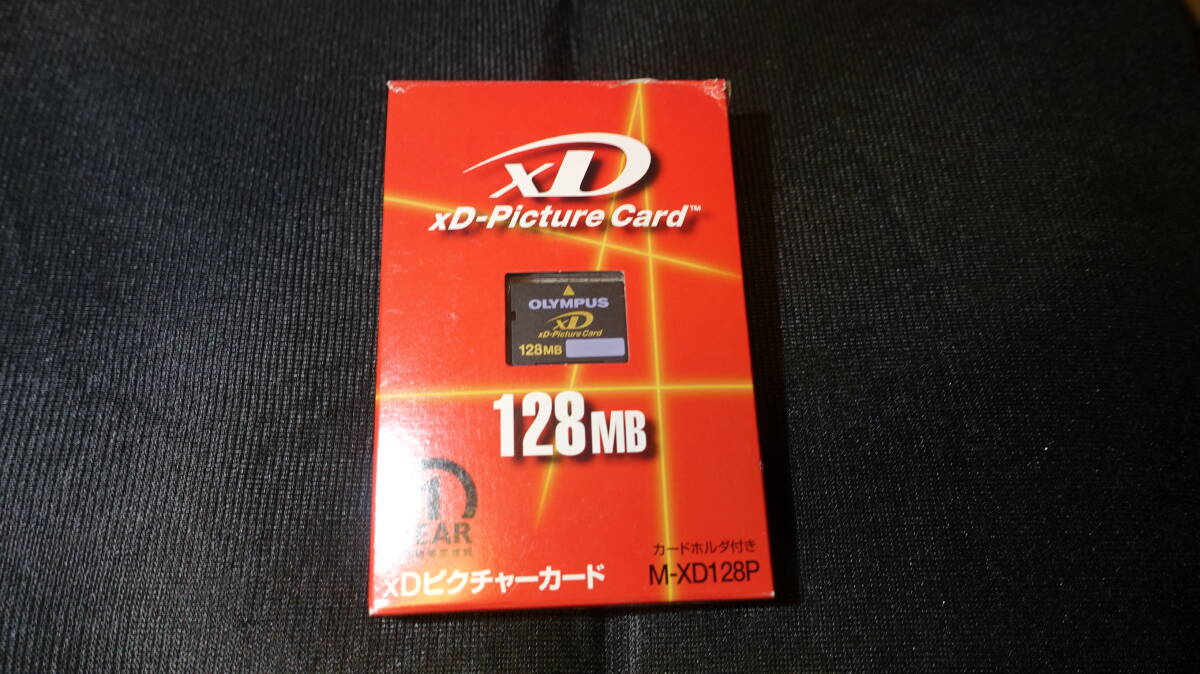 xD
xD-Picture Card™
OLYMPUS
xD
xD-Picture Card
128MB
128MB
EAR
カードホルダ付き
xDピクチャーカード
M-XD128P